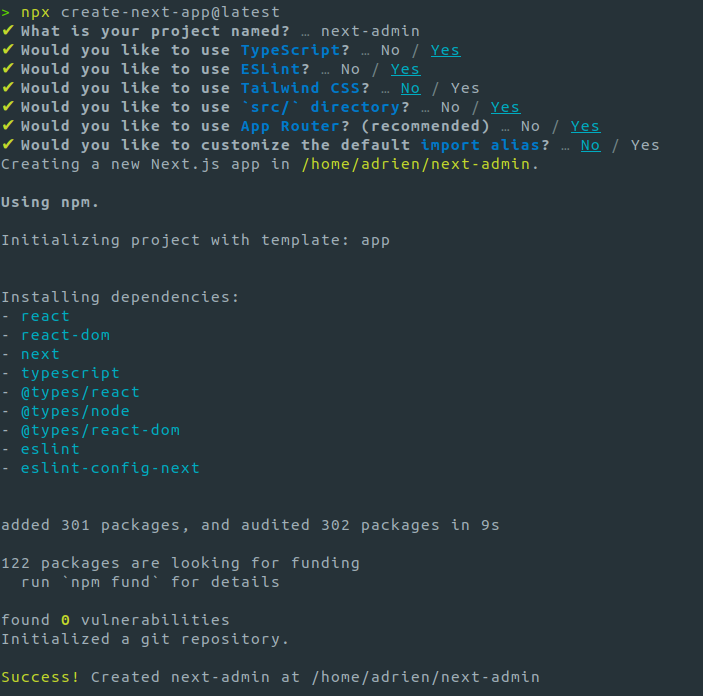 > npx create-next-app@latest
✔ What is your project named? … next-admin
✔ Would you like to use TypeScript? … No / Yes
✔ Would you like to use ESLint? … No / Yes
✔ Would you like to use Tailwind CSS? … No / Yes
✔ Would you like to use `src/` directory? … No / Yes
✔ Would you like to use App Router? (recommended) … No / Yes
✔ Would you like to customize the default import alias? … No / Yes
Creating a new Next.js app in /home/adrien/next-admin.
Using npm.
Initializing project with template: app
Installing dependencies:
- react
- react-dom
- next
- typescript
- @types/react
- @types/node
- @types/react-dom
- eslint
- eslint-config-next
added 301 packages, and audited 302 packages in 9s
122 packages are looking for funding
run `npm fund` for details
found 0 vulnerabilities
Initialized a git repository.
Success! Created next-admin at /home/adrien/next-admin